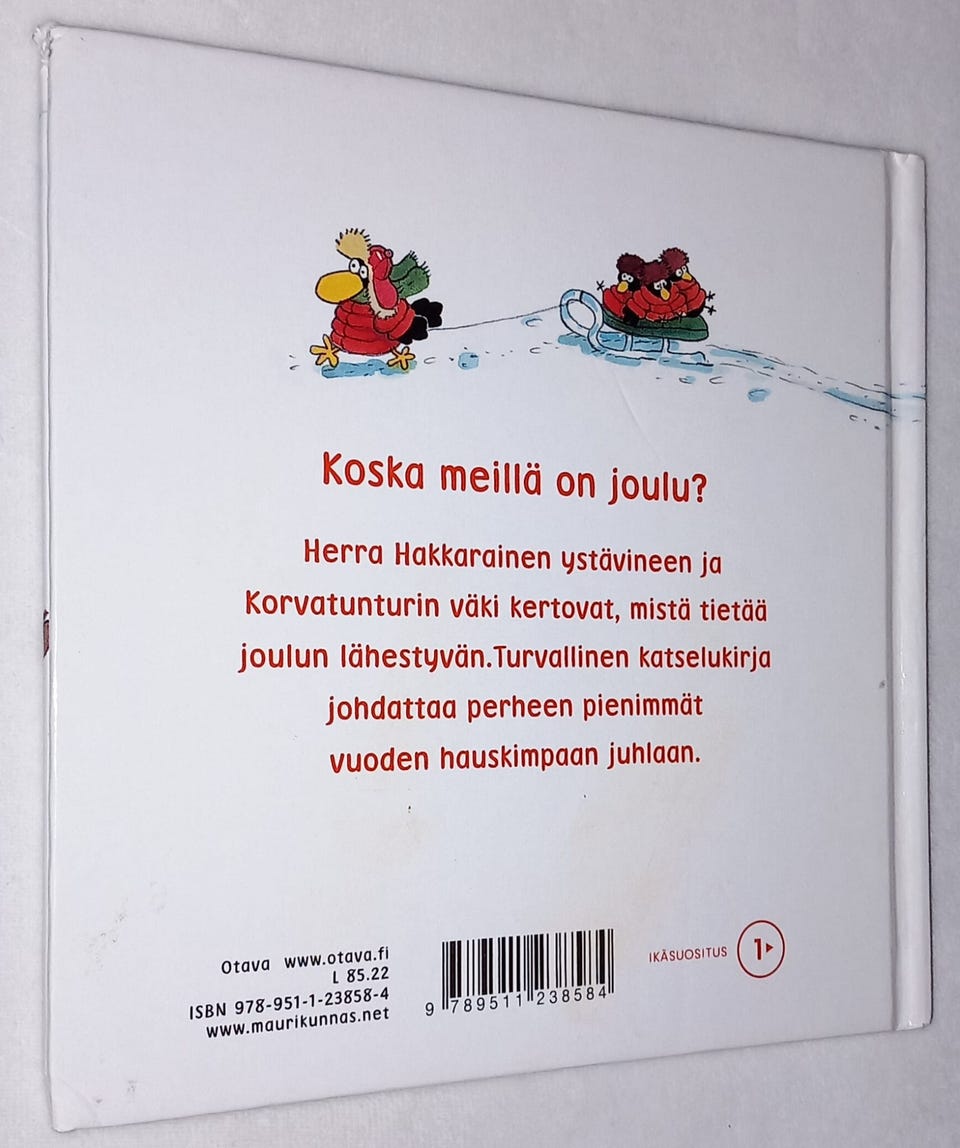 Koska meillä on joulu?
Herra Hakkarainen ystävineen ja
Korvatunturin väki kertovat, mistä tietää
joulun lähestyvän.Turvallinen katselukirja
johdattaa perheen pienimmät
vuoden hauskimpaan juhlaan.
Otava www.otava.fi
L 85.22
ISBN 978-951-1-23858-4
www.maurikunnas.net
9 789511 238584
IKÄSUOSITUS 1